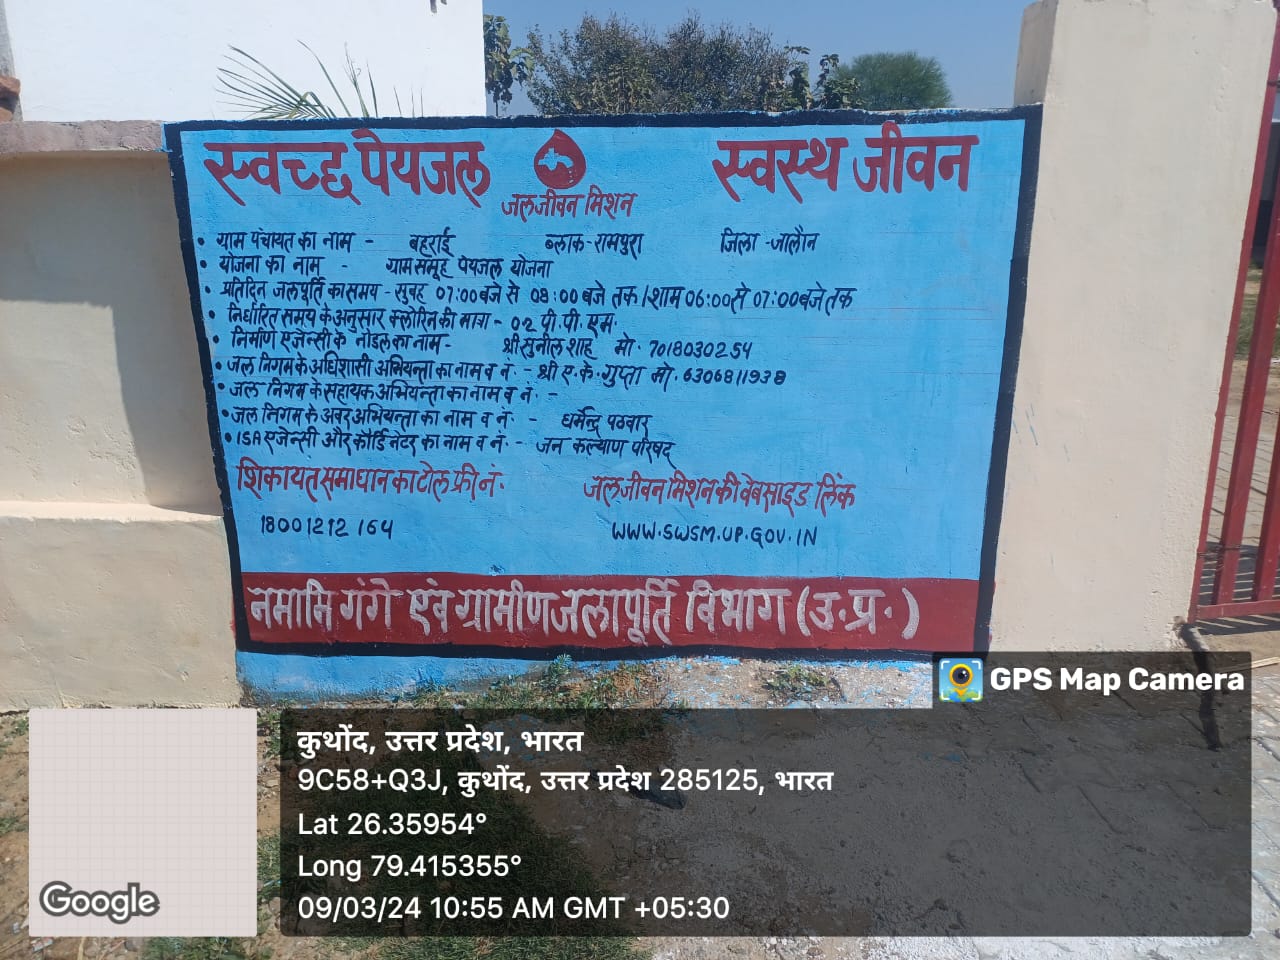 स्वच्छ पेयजल
स्वस्थ जीवन
जल जीवन मिशन
• ग्राम पंचायत का नाम - बहराई ब्लाक-रामपुरा जिला -जालौन
• योजना का नाम - ग्राम समूह पेयजल योजना
• प्रतिदिन जलपूर्ति का समय - सुबह 07:00 बजे से 08:00 बजे तक / शाम 06:00 से 07:00 बजे तक
• निर्धारित समय के अनुसार क्लोरिन की मात्रा - 02 पी.पी.एम.
• निर्माण एजेन्सी के नोडल का नाम - श्री सुनील शाह मो. 7018030254
• जल निगम के अधिशासी अभियन्ता का नाम व नं. - श्री ए.के. गुप्ता मो. 6306811938
• जल निगम के सहायक अभियन्ता का नाम व नं. -
• जल निगम के अवर अभियन्ता का नाम व नं. - धर्मेन्द्र पठवार
• ISA एजेन्सी और कौर्डिनेटर का नाम व नं. - जन कल्याण परिषद्
शिकायत समाधान का टोल फ्री नं.
जल जीवन मिशन की वेबसाइड लिंक
18001212164
WWW.SWSM.UP.GOV.IN
नमामि गंगे एंव ग्रामीण जलापूर्ति विभाग (उ.प्र.)
GPS Map Camera
कुथोंद, उत्तर प्रदेश, भारत
9C58+Q3J, कुथोंद, उत्तर प्रदेश 285125, भारत
Lat 26.35954°
Long 79.415355°
09/03/24 10:55 AM GMT +05:30
Google